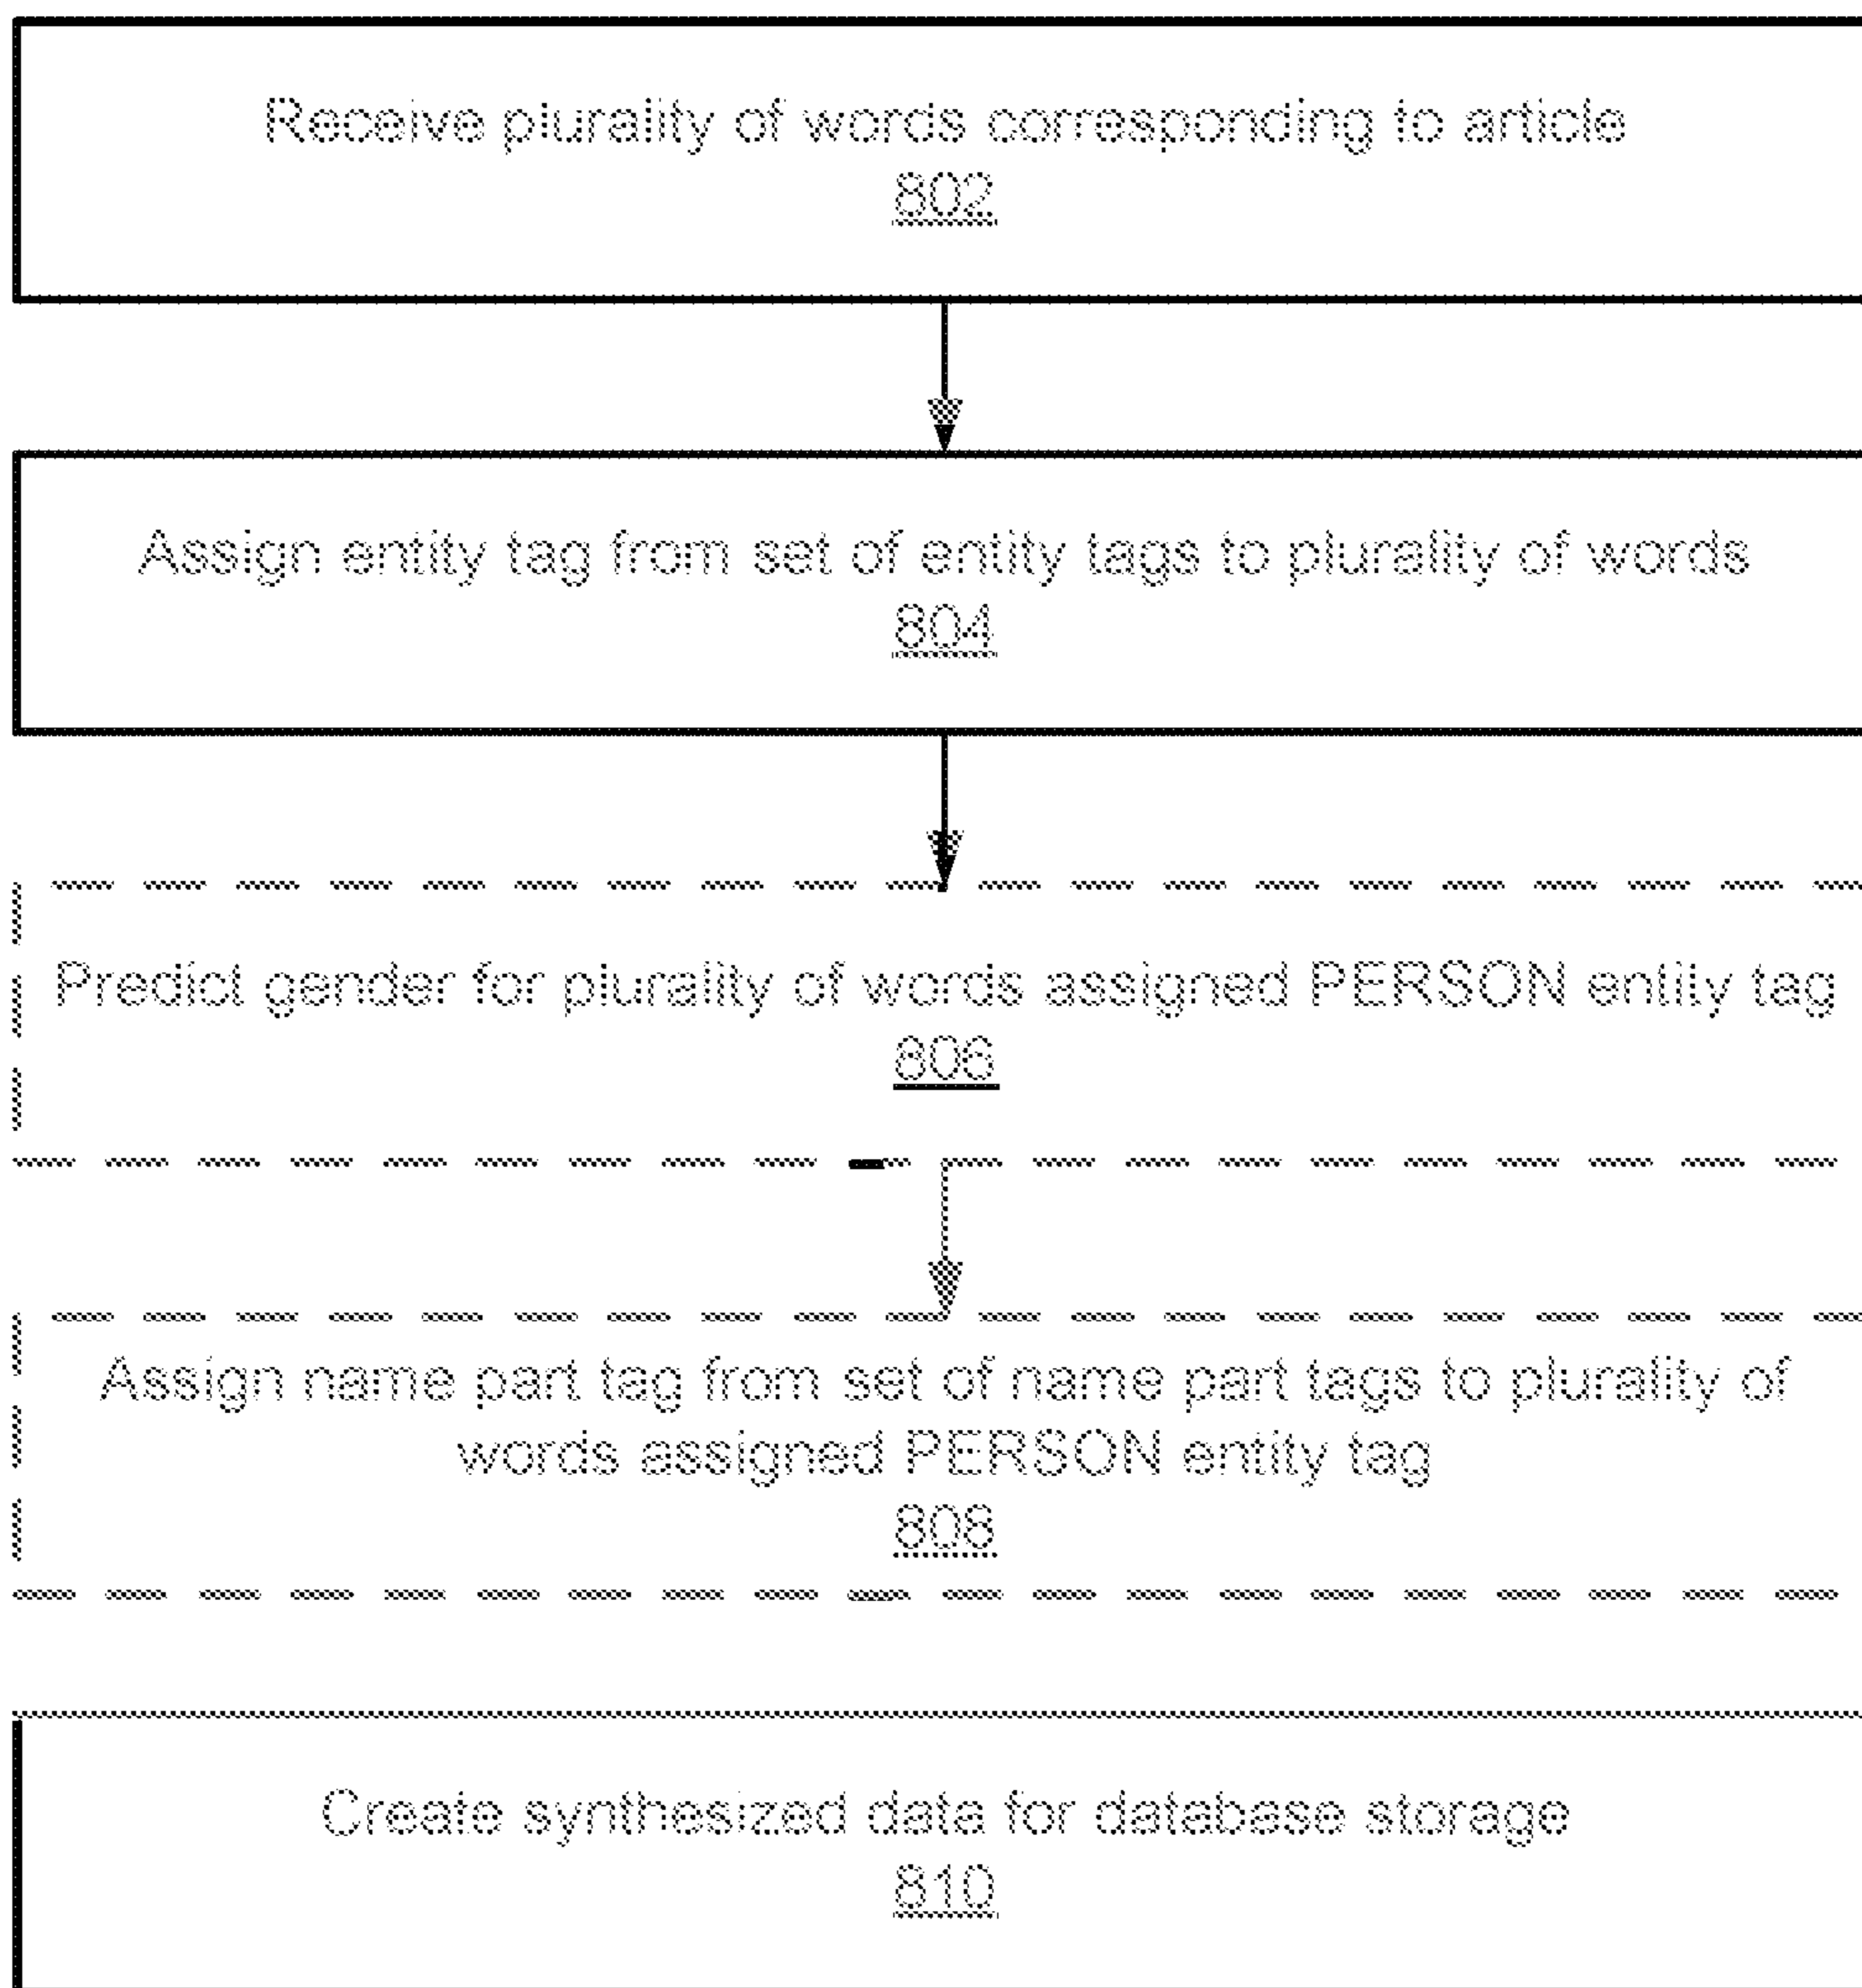 Receive plurality of words corresponding to article
802
Assign entity tag from set of entity tags to plurality of words
804
Predict gender for plurality of words assigned PERSON entity tag
806
Assign name part tag from set of name part tags to plurality of
words assigned PERSON entity tag
808
Create synthesized data for database storage
810